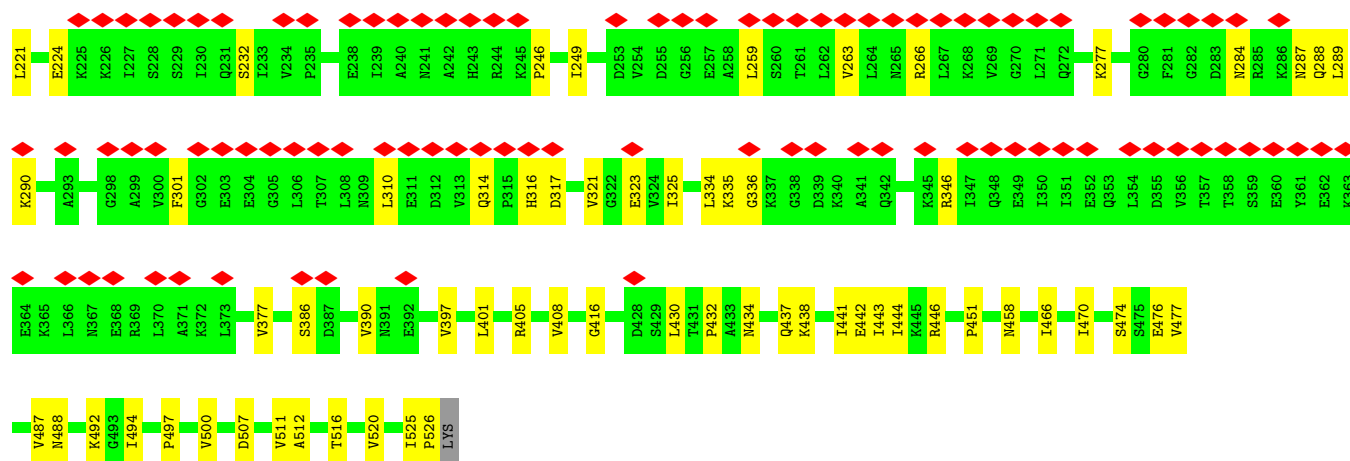 L221 E224 K225 K226 I227 S228 S229 I230 Q231 S232 I233 V234 P235 E238 I239 A240 N241 A242 H243 R244 K245 P246 I249 D253 V254 D255 G256 E257 A258 L259 S260 T261 L262 V263 L264 N265 R266 L267 K268 V269 G270 L271 Q272 K277 G280 F281 G282 D283 N284 R285 K286 N287 Q288 L289
K290 A293 G298 A299 V300 F301 G302 E303 E304 G305 L306 T307 L308 N309 L310 E311 D312 V313 Q314 P315 H316 D317 V321 G322 E323 V324 I325 L334 K335 G336 K337 G338 D339 K340 A341 Q342 K345 R346 I347 Q348 E349 I350 I351 E352 Q353 L354 D355 V356 T357 T358 S359 E360 Y361 E362 K363
E364 K365 L366 N367 E368 R369 L370 A371 K372 L373 V377 S386 D387 V390 N391 E392 V397 L401 R405 V408 G416 D428 S429 L430 T431 P432 A433 N434 Q437 K438 I441 E442 I443 I444 K445 R446 P451 N458 I466 I470 S474 S475 E476 V477
V487 N488 K492 G493 I494 P497 V500 D507 V511 A512 T516 V520 I525 P526 LYS